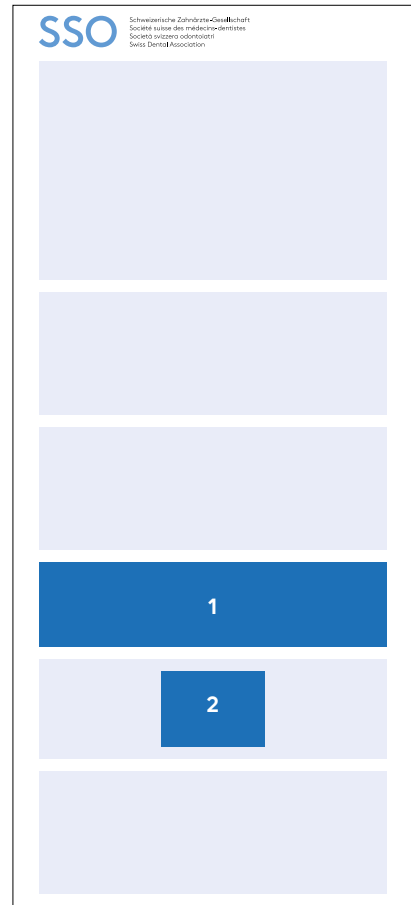 SSO
Schweizerische Zahnärzte-Gesellschaft
Société suisse des médecins-dentistes
Società svizzera odontoiatri
Swiss Dental Association
1
2